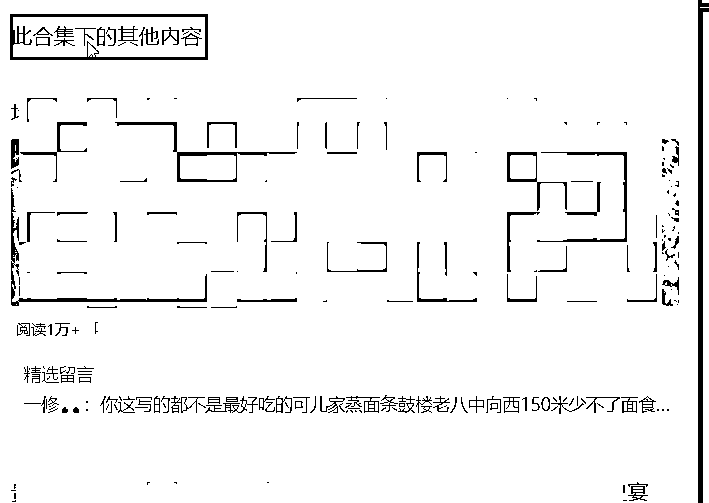 此合集下的其他内容
阅读1万+
精选留言
一修: 你这写的都不是最好吃的可儿家蒸面条鼓楼老八中向西150米少不了面食...
宴